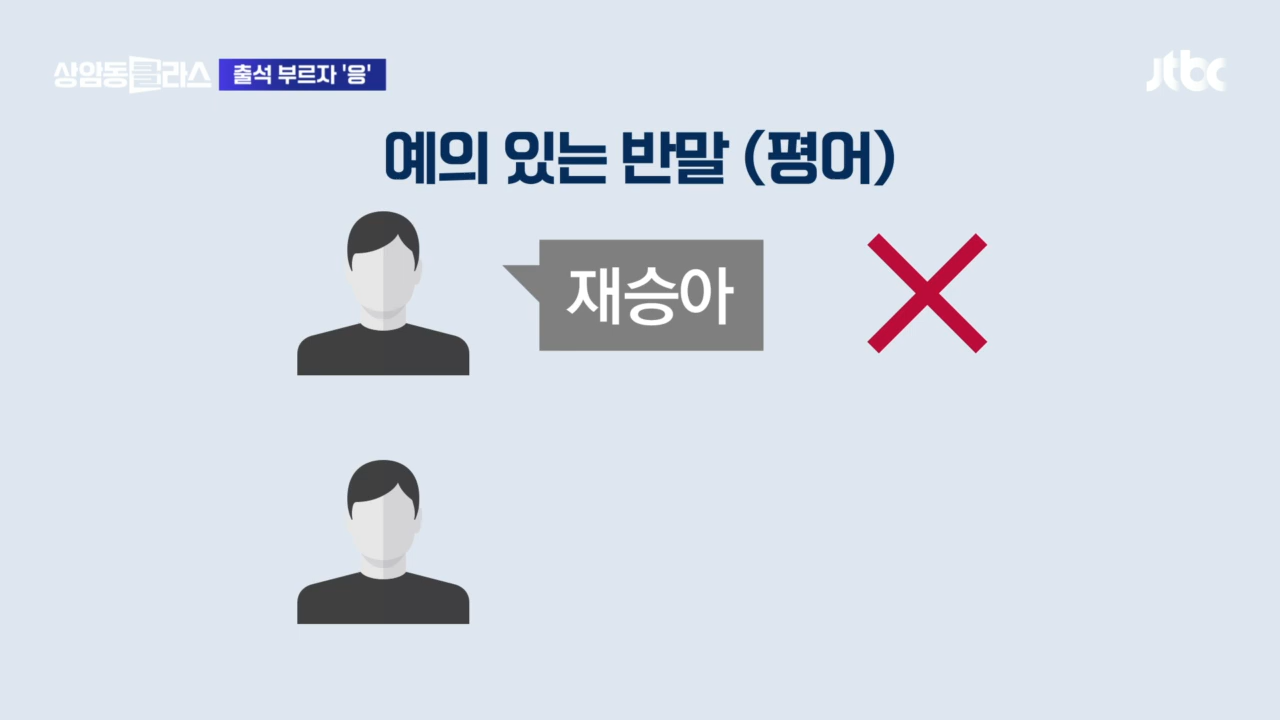 상암동클라스 출석 부르자 '응'
jtbc
예의 있는 반말 (평어)
재승아